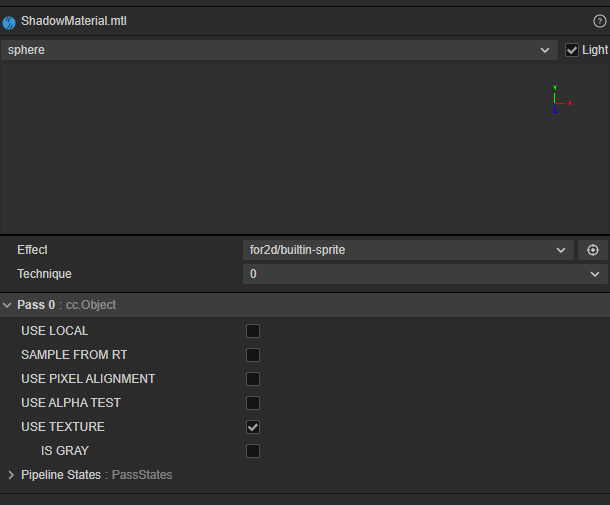 ShadowMaterial.mtl ?
sphere Light
Y
X
Effect for2d/builtin-sprite
Technique 0
Pass 0 : cc.Object
USE LOCAL
SAMPLE FROM RT
USE PIXEL ALIGNMENT
USE ALPHA TEST
USE TEXTURE
IS GRAY
Pipeline States : PassStates